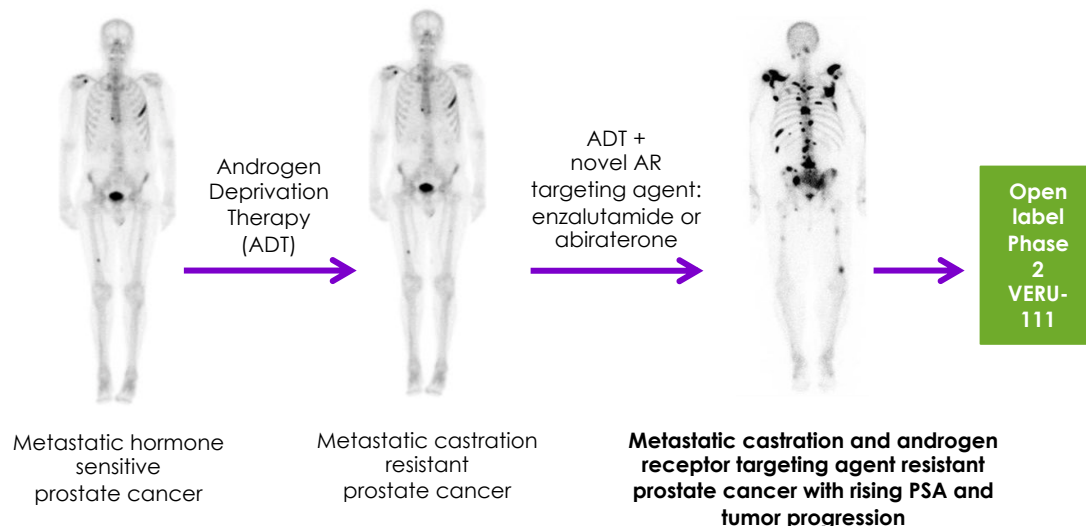 Androgen
Deprivation
Therapy
(ADT)
ADT +
novel AR
targeting agent:
enzalutamide or
abiraterone
Open
label
Phase
2
VERU-
111
Metastatic hormone
sensitive
prostate cancer
Metastatic castration
resistant
prostate cancer
Metastatic castration and androgen
receptor targeting agent resistant
prostate cancer with rising PSA and
tumor progression